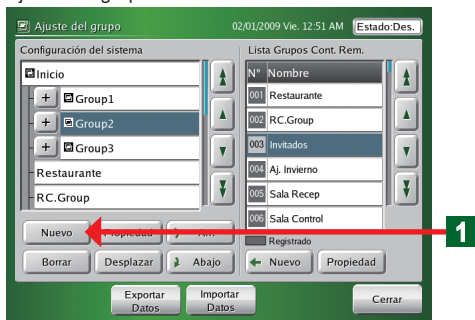 Ajuste del grupo 02/01/2009 Vie. 12:51 AM Estado:Des.
Configuración del sistema
Inicio
+ Group1
+ Group2
+ Group3
Restaurante
R.C.Group
Nuevo Propiedad Arr.
Borrar Desplazar Abajo
Lista Grupos Cont. Rem.
N° Nombre
001 Restaurante
002 R.C.Group
003 Invitados
004 Aj. Invierno
005 Sala Recep
006 Sala Control
Registrado
Nuevo Propiedad
Exportar Datos
Importar Datos
Cerrar
1